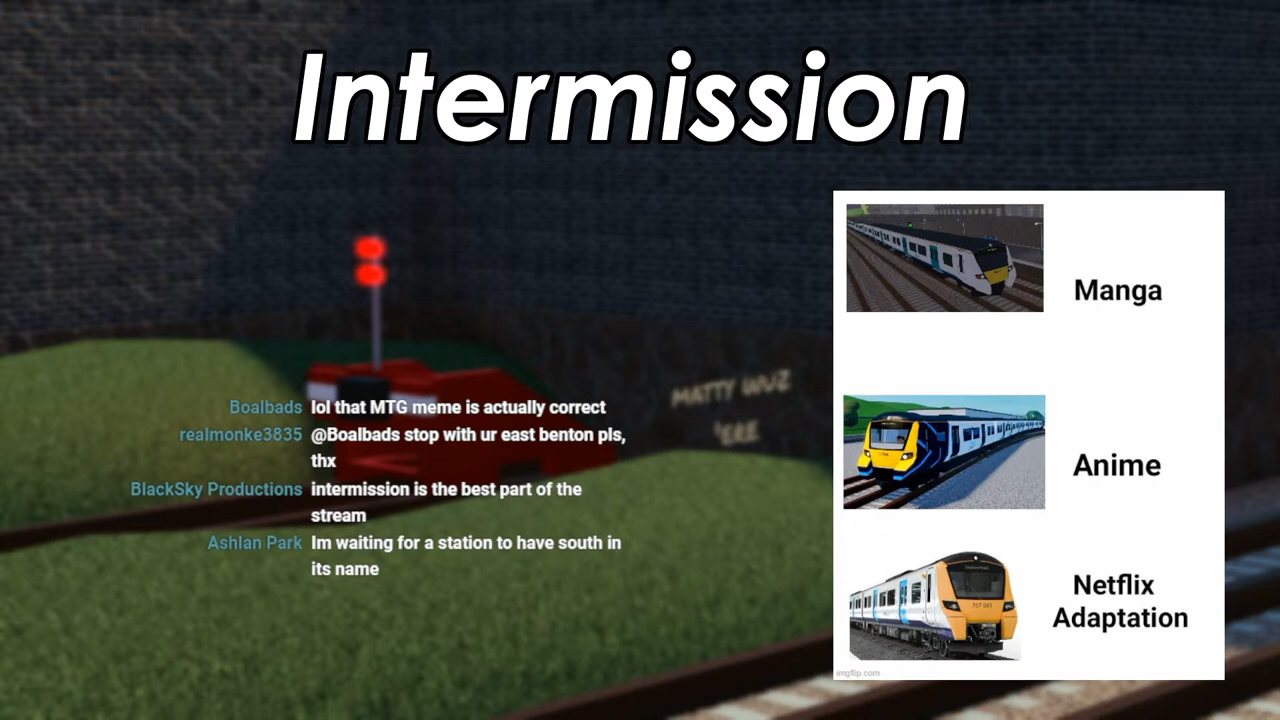 Intermission
MATTY WUZ
'ERE
Boalbads lol that MTG meme is actually correct
realmonke3835 @Boalbads stop with ur east benton pls,
thx
BlackSky Productions intermission is the best part of the
stream
Ashlan Park Im waiting for a station to have south in
its name
Manga
Anime
Netflix
Adaptation
imgflip.com